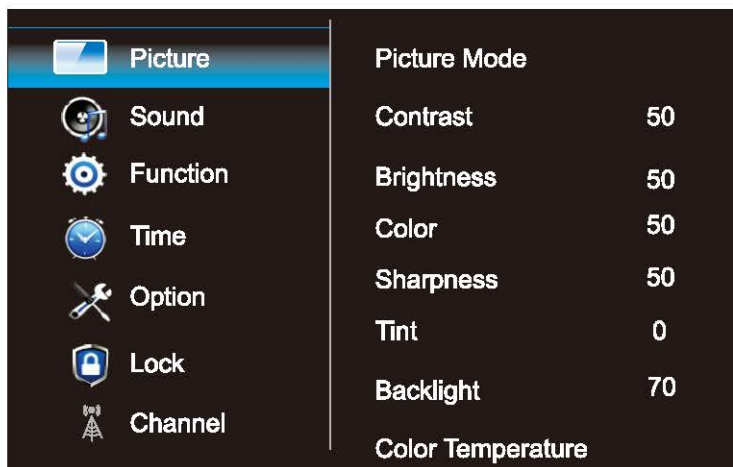 Picture
Sound
Function
Time
Option
Lock
Channel
Picture Mode
Contrast 50
Brightness 50
Color 50
Sharpness 50
Tint 0
Backlight 70
Color Temperature